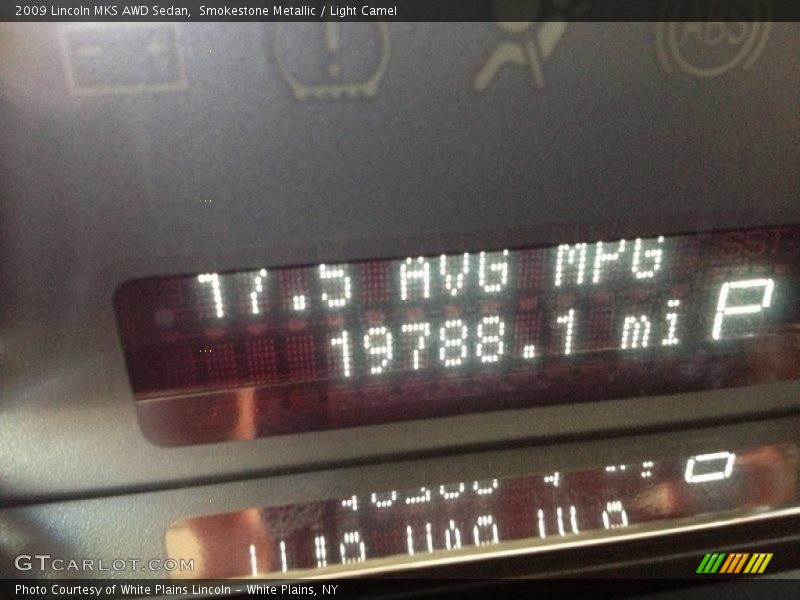 2009 Lincoln MKS AWD Sedan, Smokestone Metallic / Light Camel
ABS
17.5 AVG MPG
19788.1 mi P
GTCARLOT.COM
Photo Courtesy of White Plains Lincoln - White Plains, NY